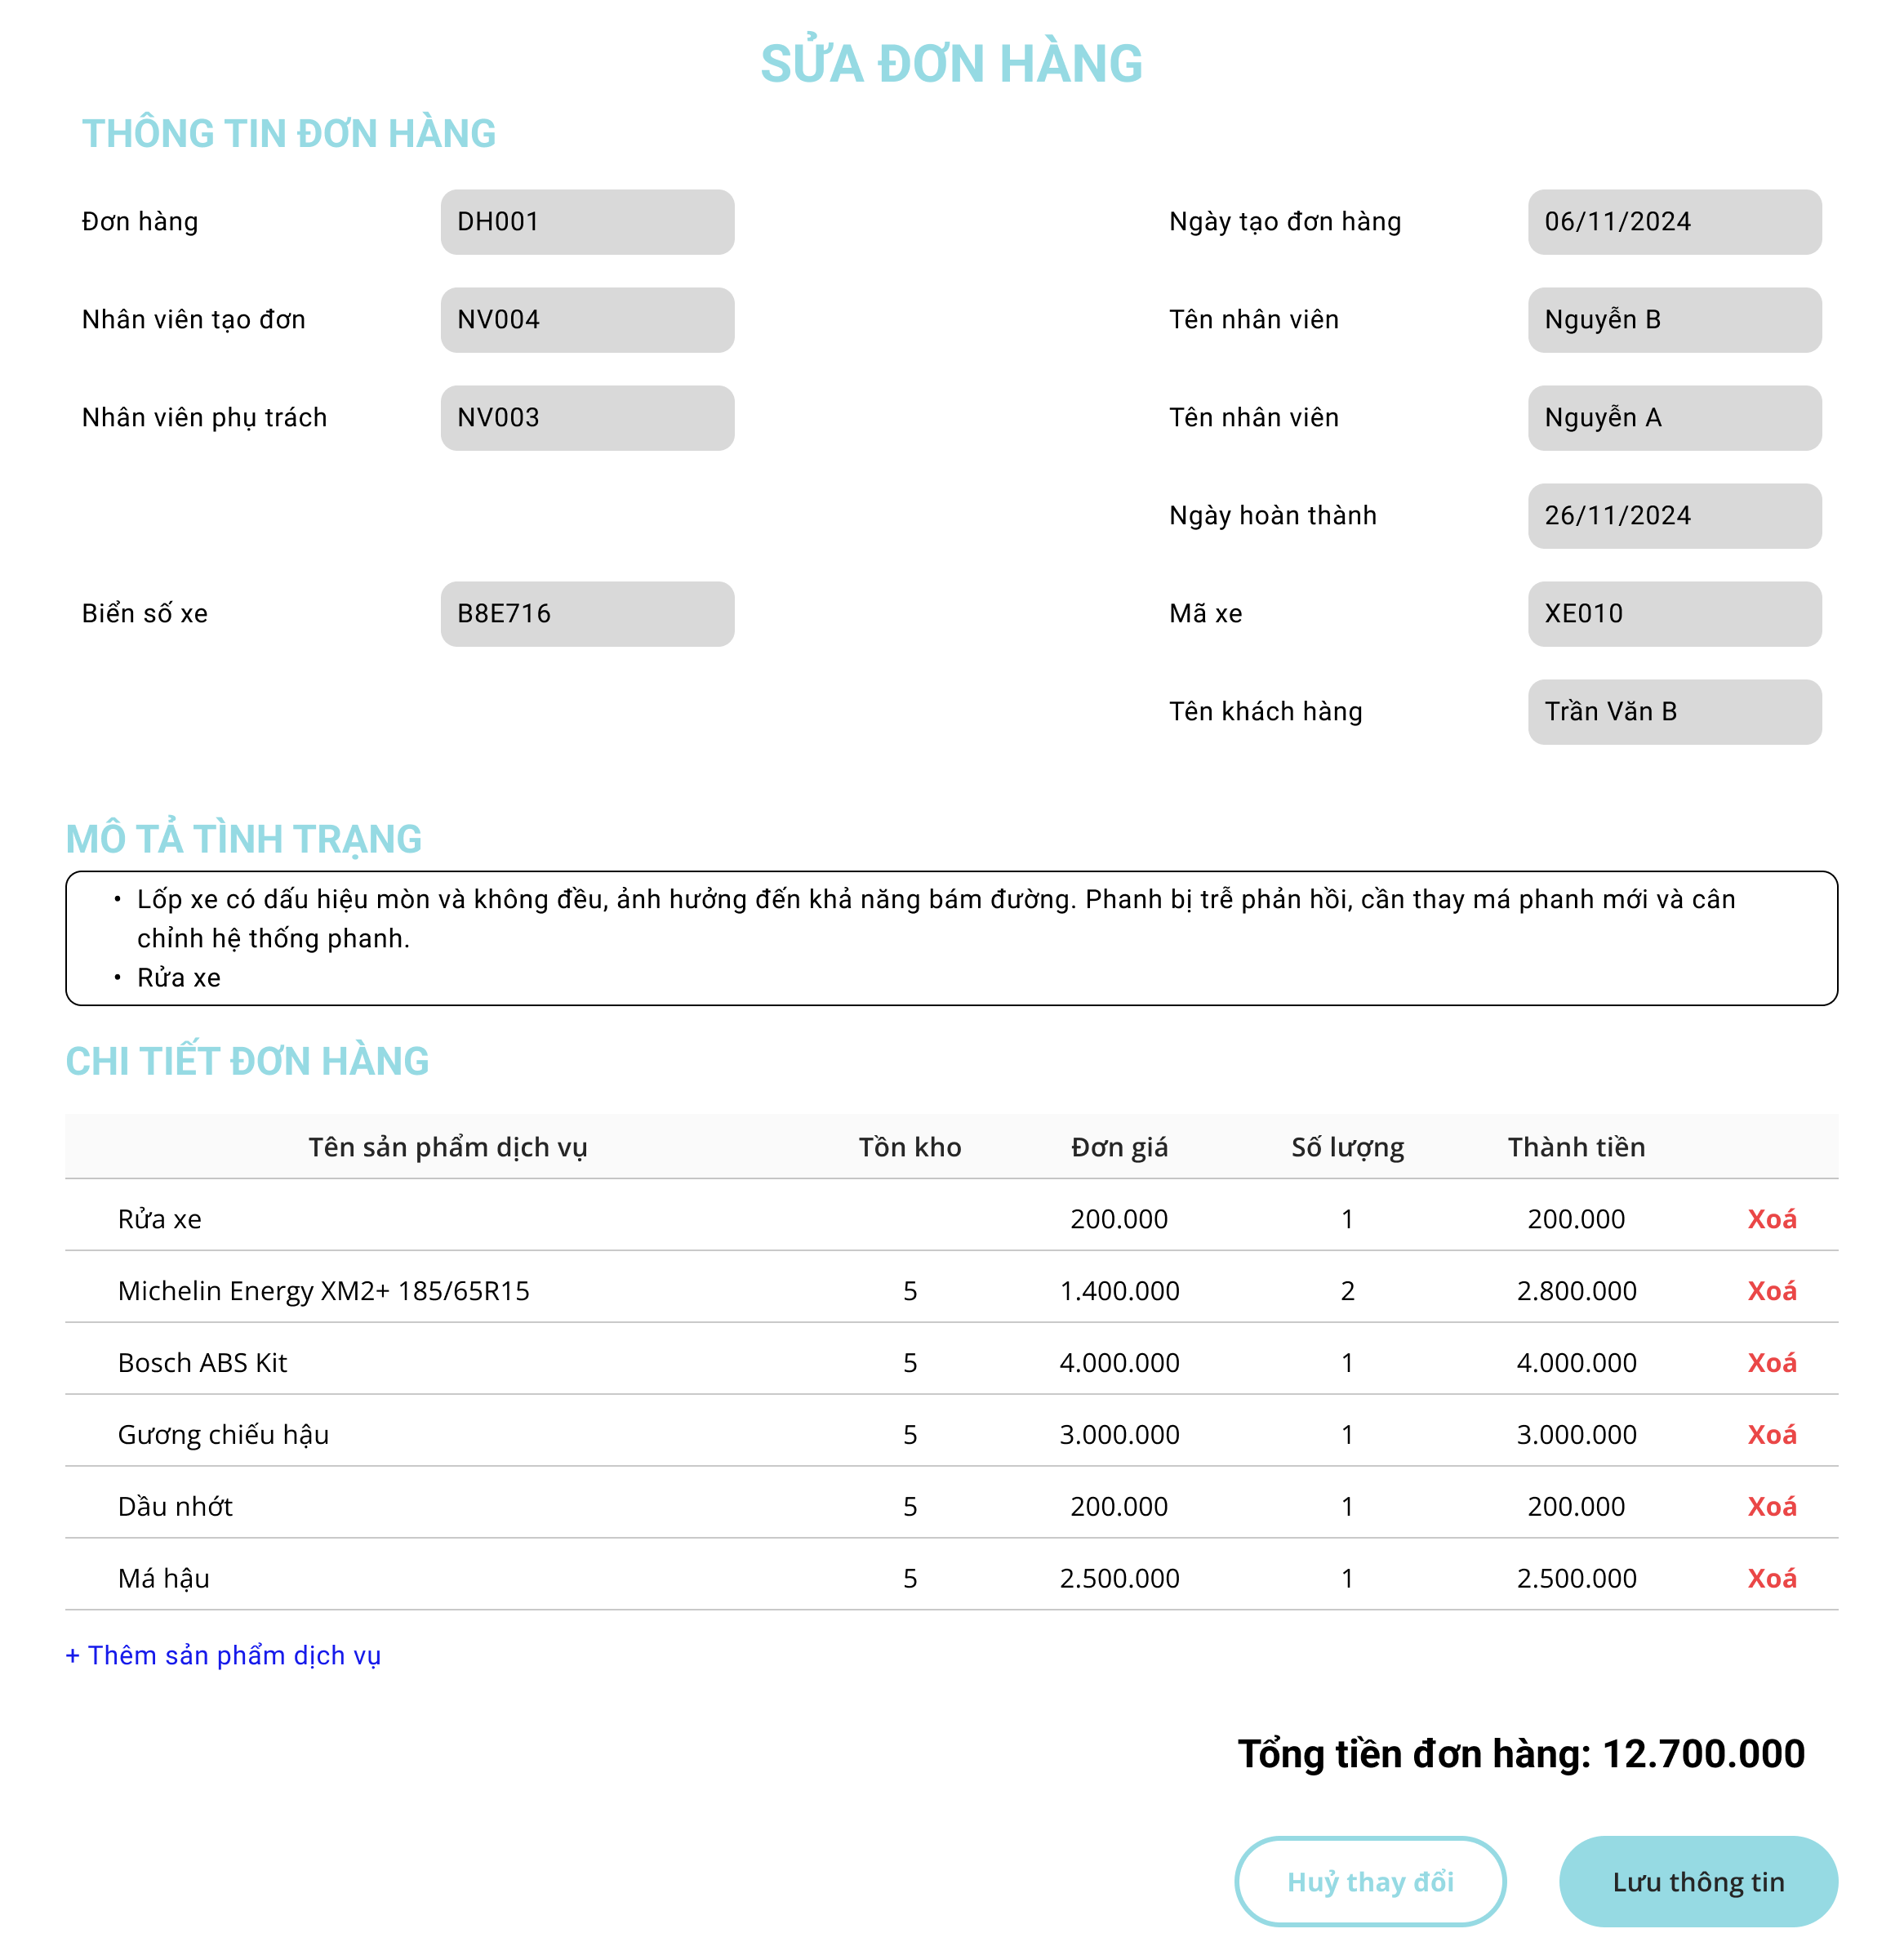 SỬA ĐƠN HÀNG
THÔNG TIN ĐƠN HÀNG
Đơn hàng DH001 Ngày tạo đơn hàng 06/11/2024
Nhân viên tạo đơn NV004 Tên nhân viên Nguyễn B
Nhân viên phụ trách NV003 Tên nhân viên Nguyễn A
Ngày hoàn thành 26/11/2024
Biển số xe B8E716 Mã xe XE010
Tên khách hàng Trần Văn B
MÔ TẢ TÌNH TRẠNG
• Lốp xe có dấu hiệu mòn và không đều, ảnh hưởng đến khả năng bám đường. Phanh bị trễ phản hồi, cần thay má phanh mới và cân
chỉnh hệ thống phanh.
• Rửa xe
CHI TIẾT ĐƠN HÀNG
Tên sản phẩm dịch vụ Tồn kho Đơn giá Số lượng Thành tiền
Rửa xe 200.000 1 200.000 Xoá
Michelin Energy XM2+ 185/65R15 5 1.400.000 2 2.800.000 Xoá
Bosch ABS Kit 5 4.000.000 1 4.000.000 Xoá
Gương chiếu hậu 5 3.000.000 1 3.000.000 Xoá
Dầu nhớt 5 200.000 1 200.000 Xoá
Má hậu 5 2.500.000 1 2.500.000 Xoá
+ Thêm sản phẩm dịch vụ
Tổng tiền đơn hàng: 12.700.000
Huỷ thay đổi Lưu thông tin